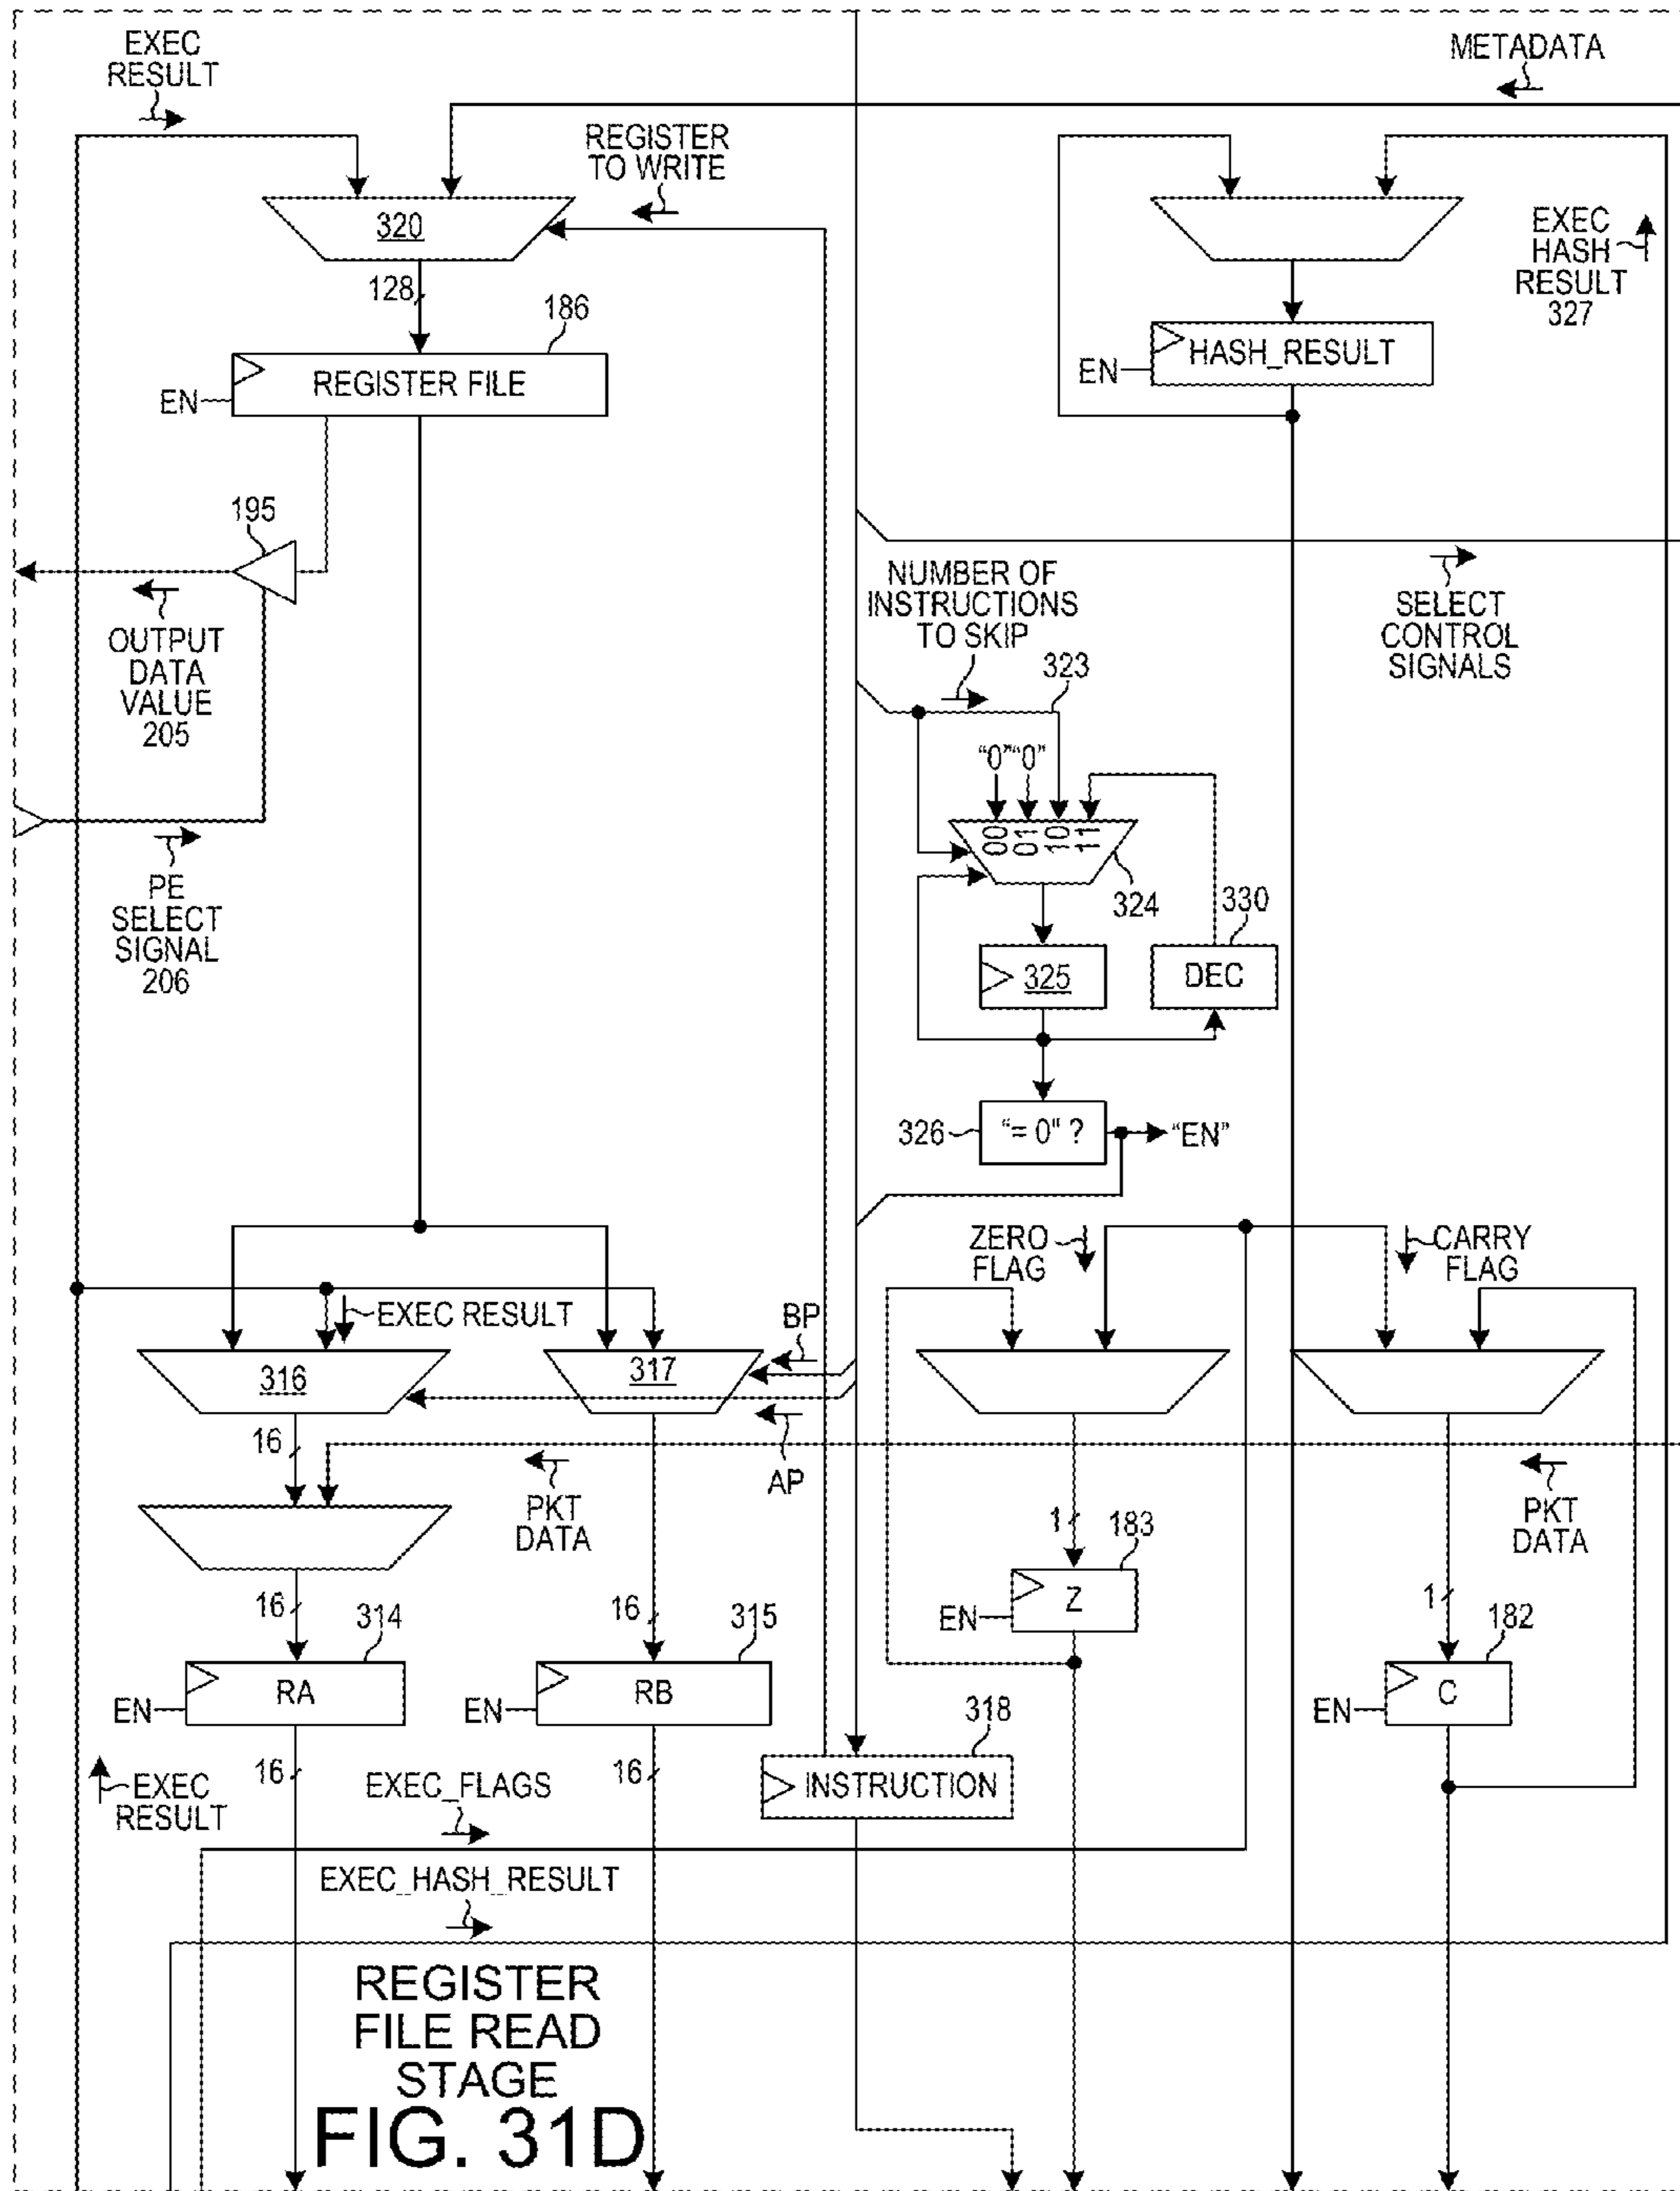 EXEC
RESULT
METADATA
REGISTER
TO WRITE
320
EXEC
HASH
RESULT
327
128
186
REGISTER FILE
EN
HASH_RESULT
EN
195
OUTPUT
DATA
VALUE
205
NUMBER OF
INSTRUCTIONS
TO SKIP
SELECT
CONTROL
SIGNALS
323
"0" "0"
00
01
10
11
324
PE
SELECT
SIGNAL
206
325
330
DEC
326
"= 0" ?
"EN"
ZERO
FLAG
CARRY
FLAG
EXEC RESULT
BP
316
317
16
AP
PKT
DATA
PKT
DATA
1
183
Z
EN
16
314
16
315
1
182
RA
EN
RB
EN
C
EN
318
INSTRUCTION
EXEC
RESULT
16
16
EXEC_FLAGS
EXEC_HASH_RESULT
REGISTER
FILE READ
STAGE
FIG. 31D